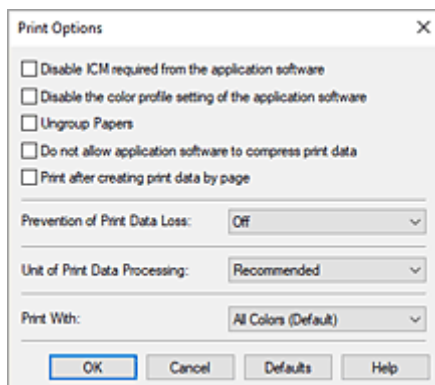 Print Options
Disable ICM required from the application software
Disable the color profile setting of the application software
Ungroup Papers
Do not allow application software to compress print data
Print after creating print data by page
Prevention of Print Data Loss: Off
Unit of Print Data Processing: Recommended
Print With: All Colors (Default)
OK Cancel Defaults Help